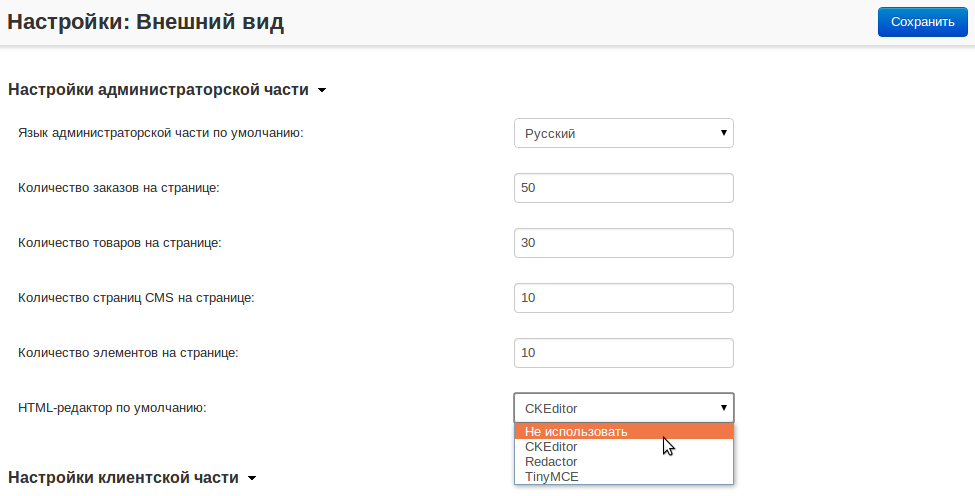 Настройки: Внешний вид
Сохранить
Настройки администраторской части
Язык администраторской части по умолчанию:
Русский
Количество заказов на странице:
50
Количество товаров на странице:
30
Количество страниц CMS на странице:
10
Количество элементов на странице:
10
HTML-редактор по умолчанию:
CKEditor
Не использовать
CKEditor
Redactor
TinyMCE
Настройки клиентской части